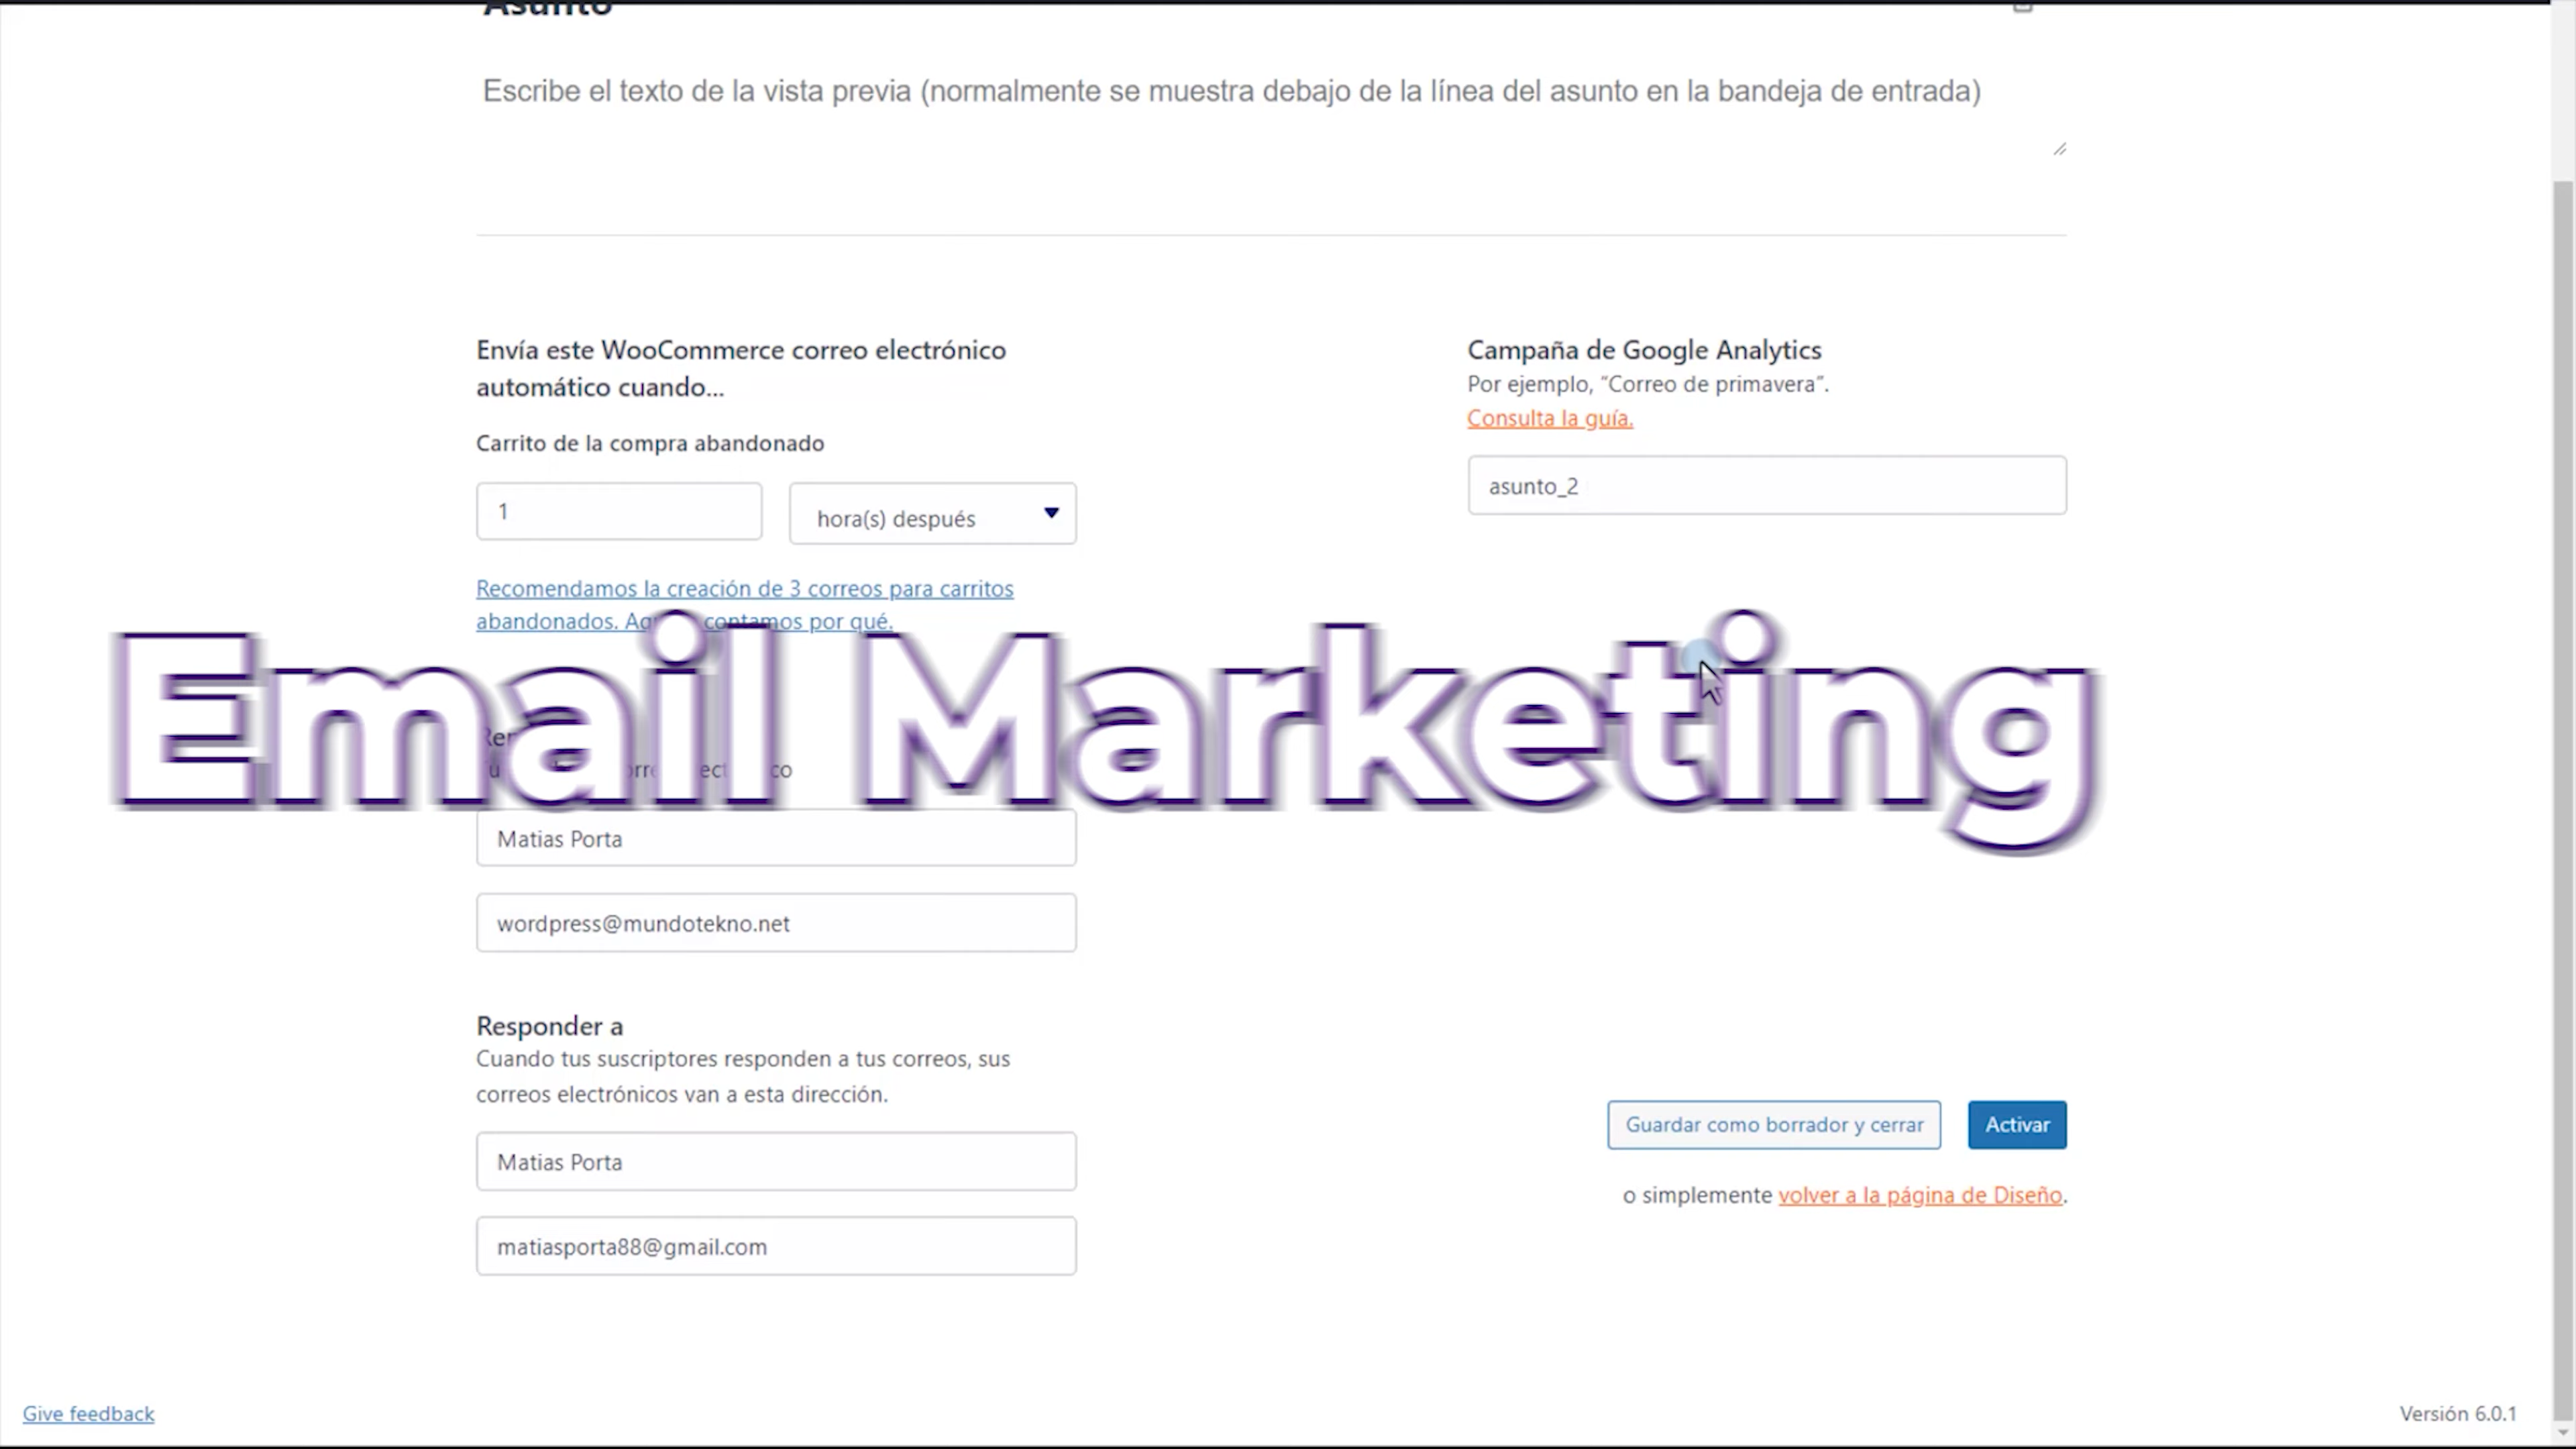 Asunto
Escribe el texto de la vista previa (normalmente se muestra debajo de la línea del asunto en la bandeja de entrada)
Envía este WooCommerce correo electrónico
automático cuando...
Carrito de la compra abandonado
1
hora(s) después
Recomendamos la creación de 3 correos para carritos
abandonados. contamos por qué.
Campaña de Google Analytics
Por ejemplo, “Correo de primavera”.
Consulta la guía.
asunto_2
Email Marketing
Matias Porta
wordpress@mundotekno.net
Responder a
Cuando tus suscriptores responden a tus correos, sus
correos electrónicos van a esta dirección.
Matias Porta
matiasporta88@gmail.com
Guardar como borrador y cerrar
Activar
o simplemente volver a la página de Diseño.
Give feedback
Versión 6.0.1